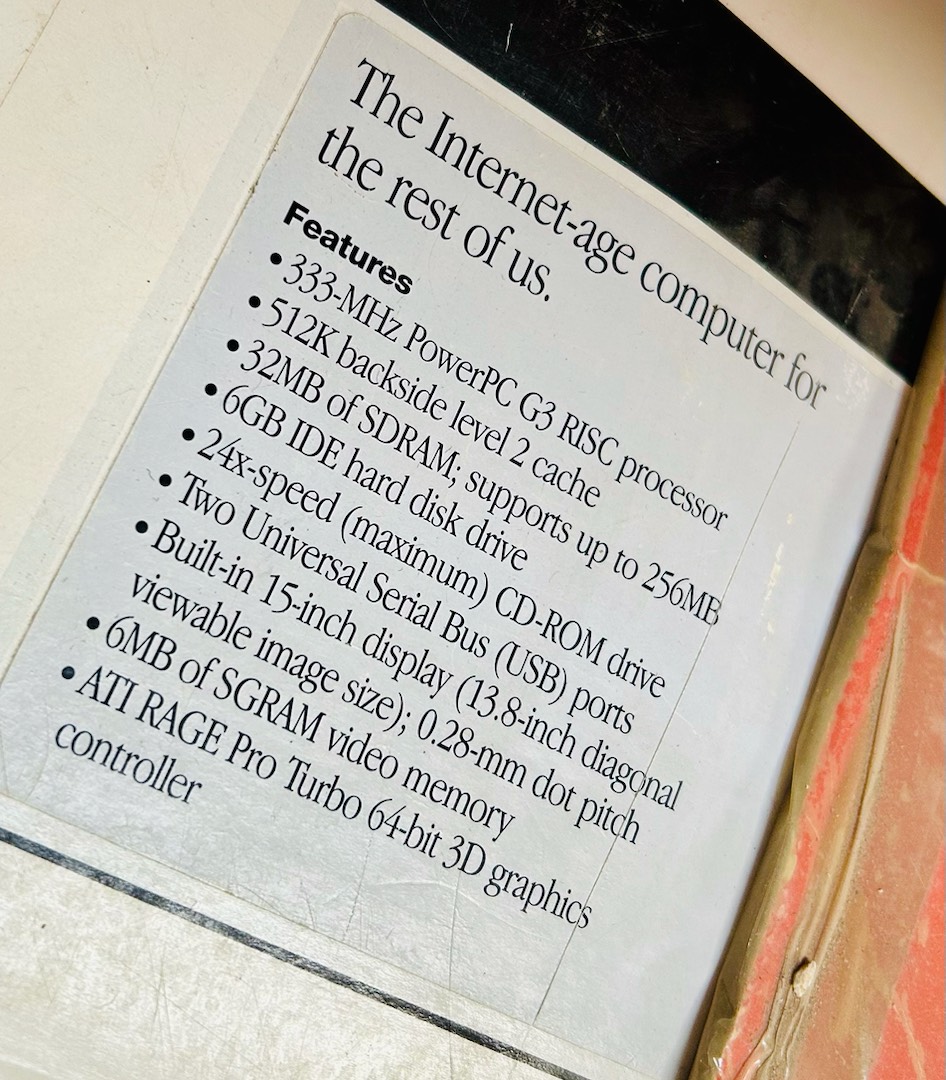 The Internet-age computer for
the rest of us.
Features
• 333-MHz PowerPC G3 RISC processor
• 512K backside level 2 cache
• 32MB of SDRAM; supports up to 256MB
• 6GB IDE hard disk drive
• 24x-speed (maximum) CD-ROM drive
• Two Universal Serial Bus (USB) ports
• Built-in 15-inch display (13.8-inch diagonal
viewable image size); 0.28-mm dot pitch
• 6MB of SGRAM video memory
• ATI RAGE Pro Turbo 64-bit 3D graphics
controller